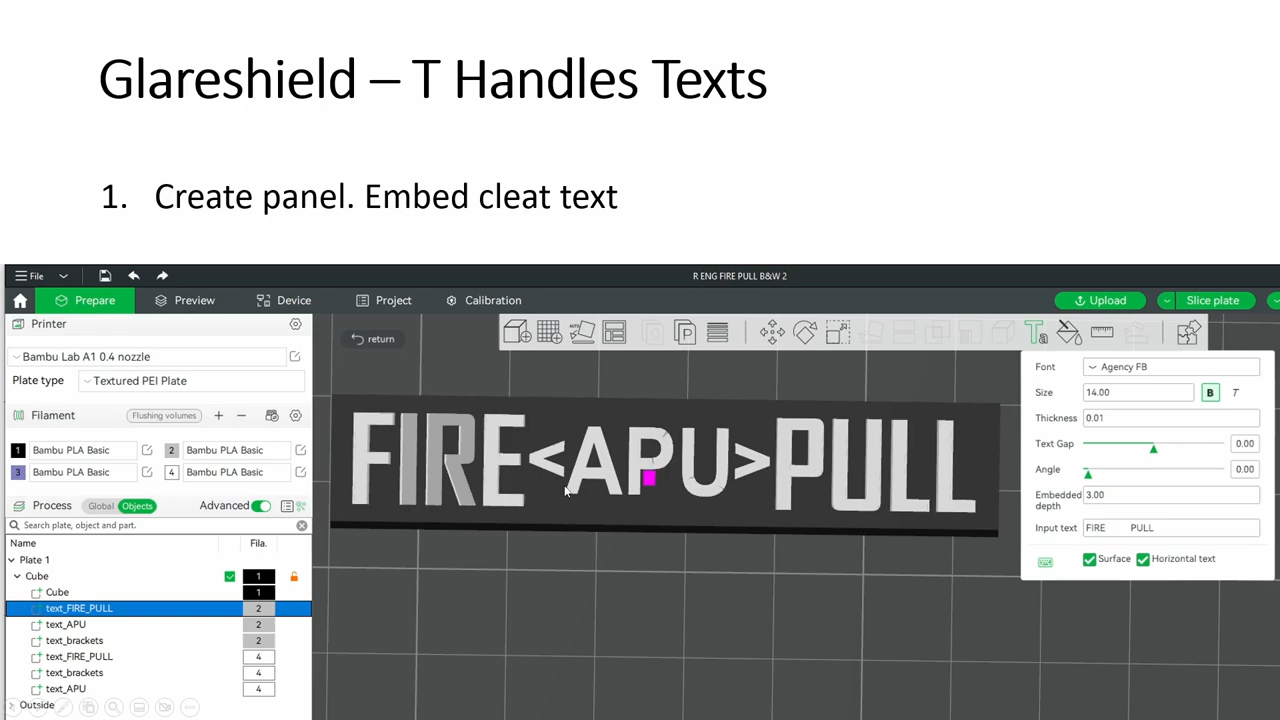 Glareshield – T Handles Texts
1. Create panel. Embed cleat text
File
R ENG FIRE PULL B&W 2
Prepare Preview Device Project Calibration Upload Slice plate
Printer
return
Bambu Lab A1 0.4 nozzle
Plate type Textured PEI Plate
Filament Flushing volumes
1 Bambu PLA Basic 2 Bambu PLA Basic
3 Bambu PLA Basic 4 Bambu PLA Basic
Process Global Objects Advanced
Search plate, object and part.
Name Fila.
Plate 1
Cube 1
Cube 1
text_FIRE_PULL 2
text_APU 2
text_brackets 2
text_FIRE_PULL 4
text_brackets 4
text_APU 4
Outside
FIRE<APU>PULL
Font Agency FB
Size 14.00 B T
Thickness 0.01
Text Gap 0.00
Angle 0.00
Embedded depth 3.00
Input text FIRE PULL
Surface Horizontal text